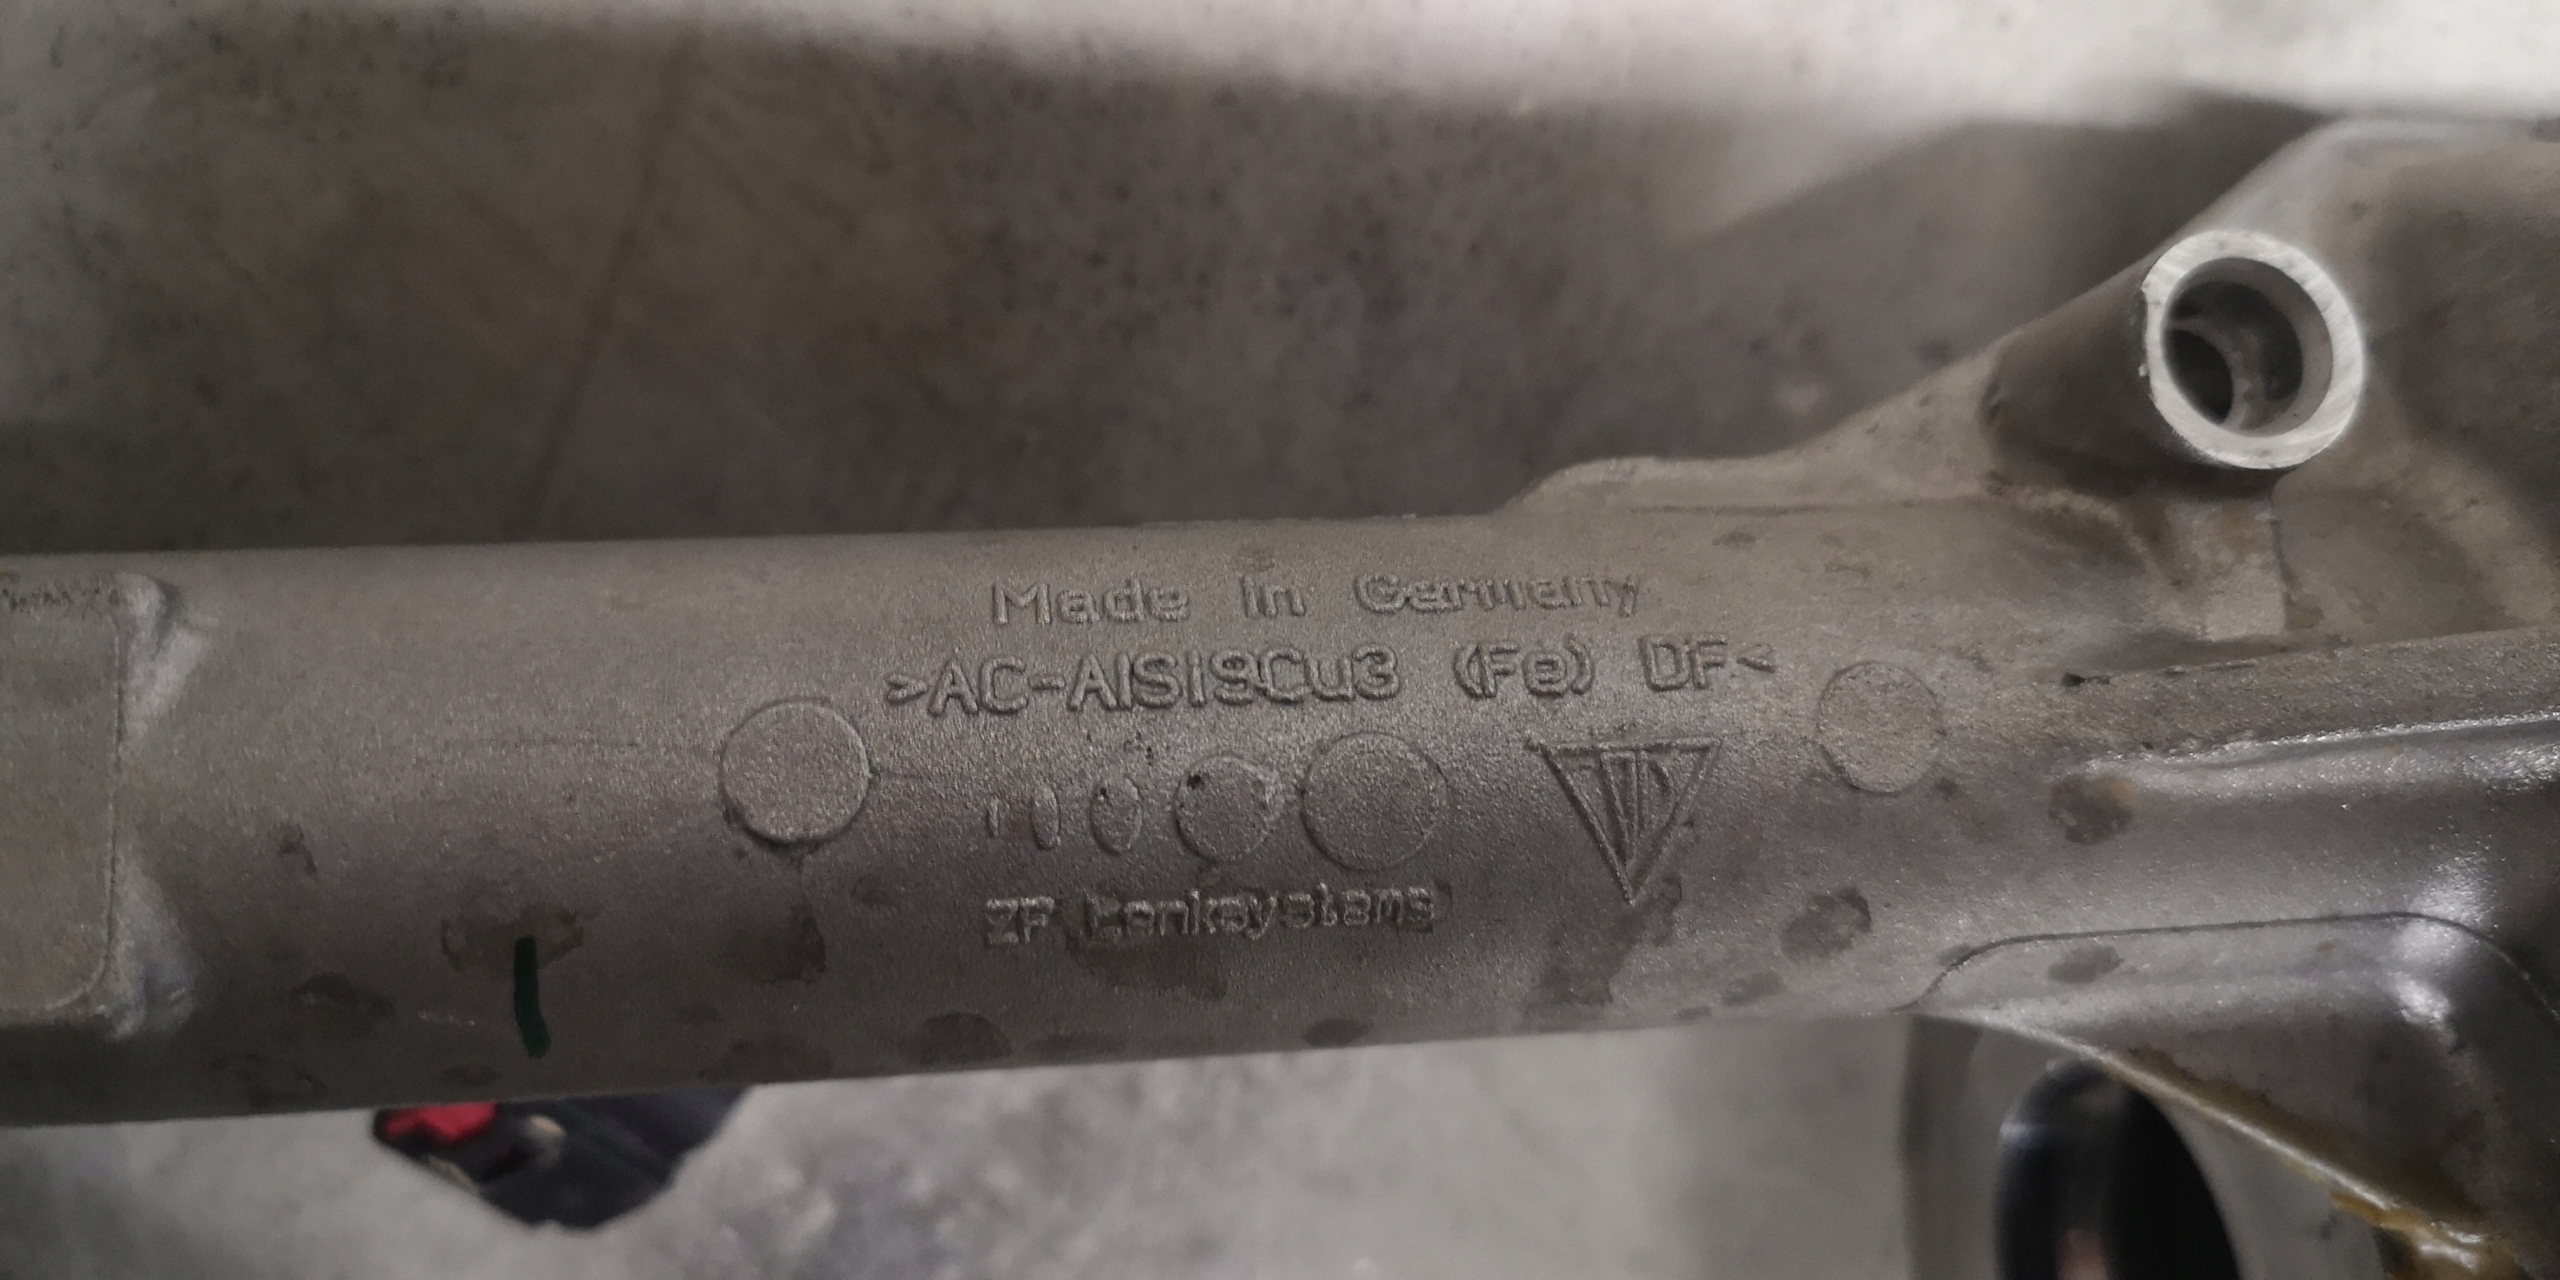 Made in Germany
>AC-AlSi9Cu3 (Fe) DF<
ZF Lenksysteme